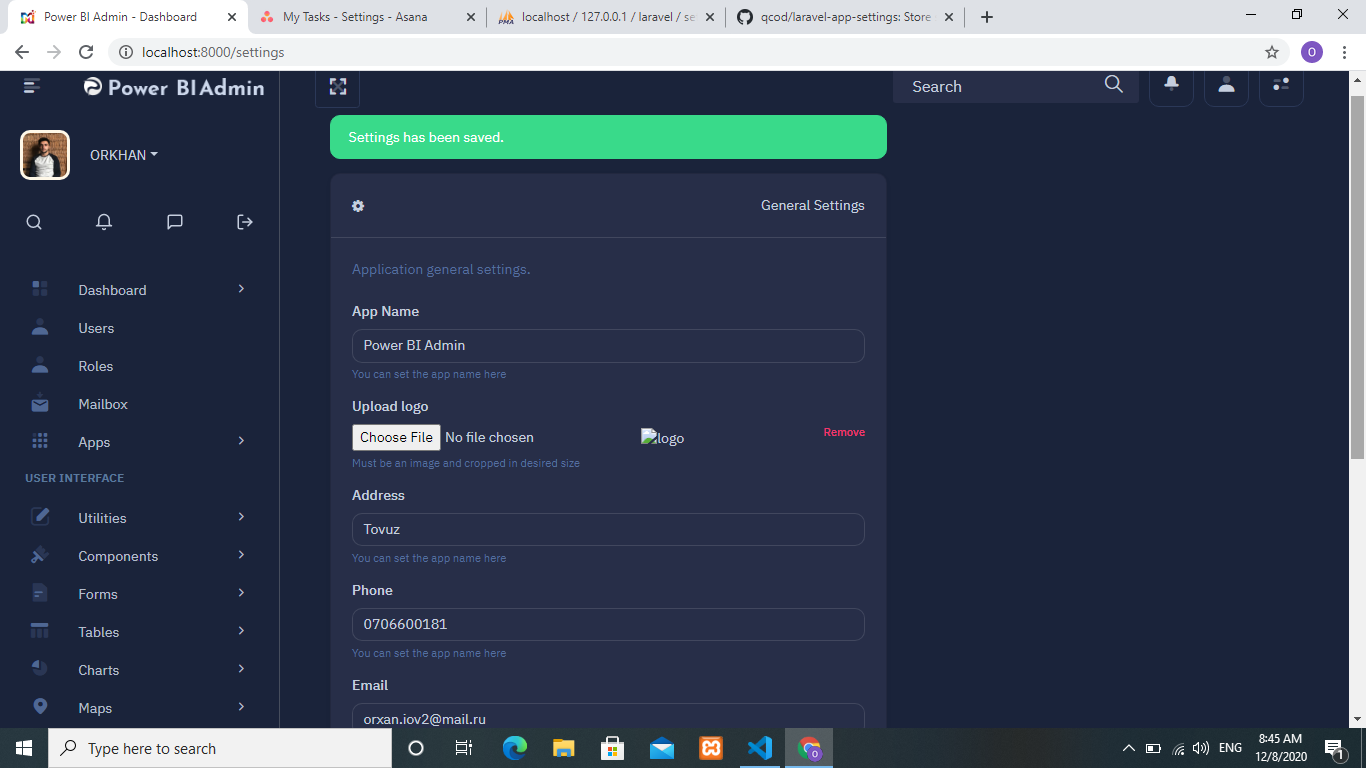 Power BI Admin - Dashboard
My Tasks - Settings - Asana
localhost / 127.0.0.1 / laravel / se
qcod/laravel-app-settings: Store
localhost:8000/settings
O
Power BI Admin
Search
ORKHAN
Settings has been saved.
General Settings
Application general settings.
App Name
Power BI Admin
You can set the app name here
Upload logo
Choose File No file chosen
logo
Remove
Must be an image and cropped in desired size
Address
Tovuz
You can set the app name here
Phone
0706600181
You can set the app name here
Email
orxan.iov2@mail.ru
Dashboard
Users
Roles
Mailbox
Apps
USER INTERFACE
Utilities
Components
Forms
Tables
Charts
Maps
Type here to search
ENG
8:45 AM
12/8/2020
1